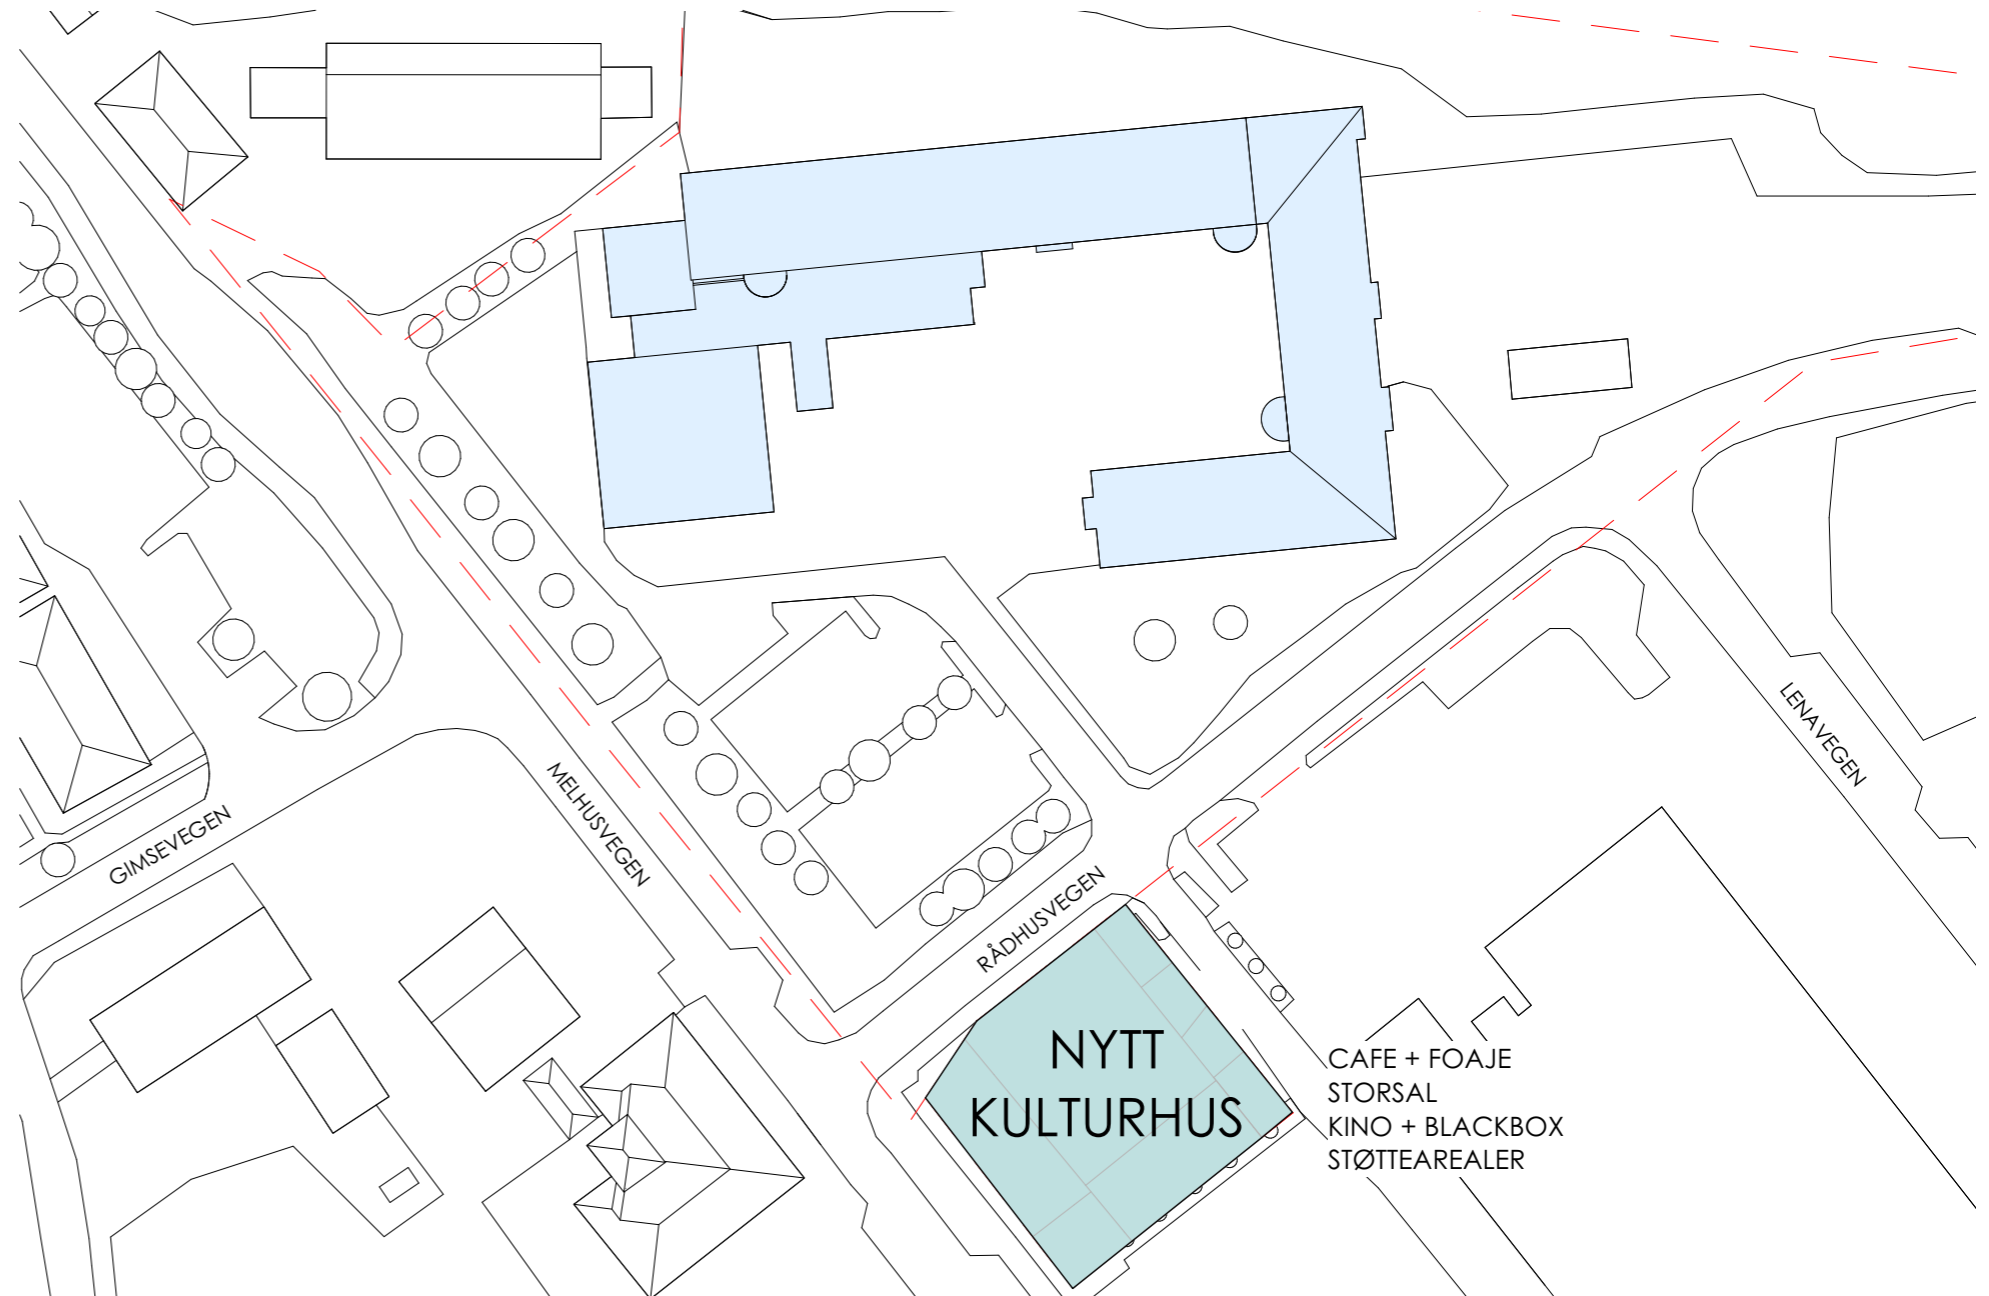 LENAVEGEN
MELHUSVEGEN
GIMSEVEGEN
RÅDHUSVEGEN
NYTT
KULTURHUS
CAFE + FOAJE
STORSAL
KINO + BLACKBOX
STØTTEAREALER